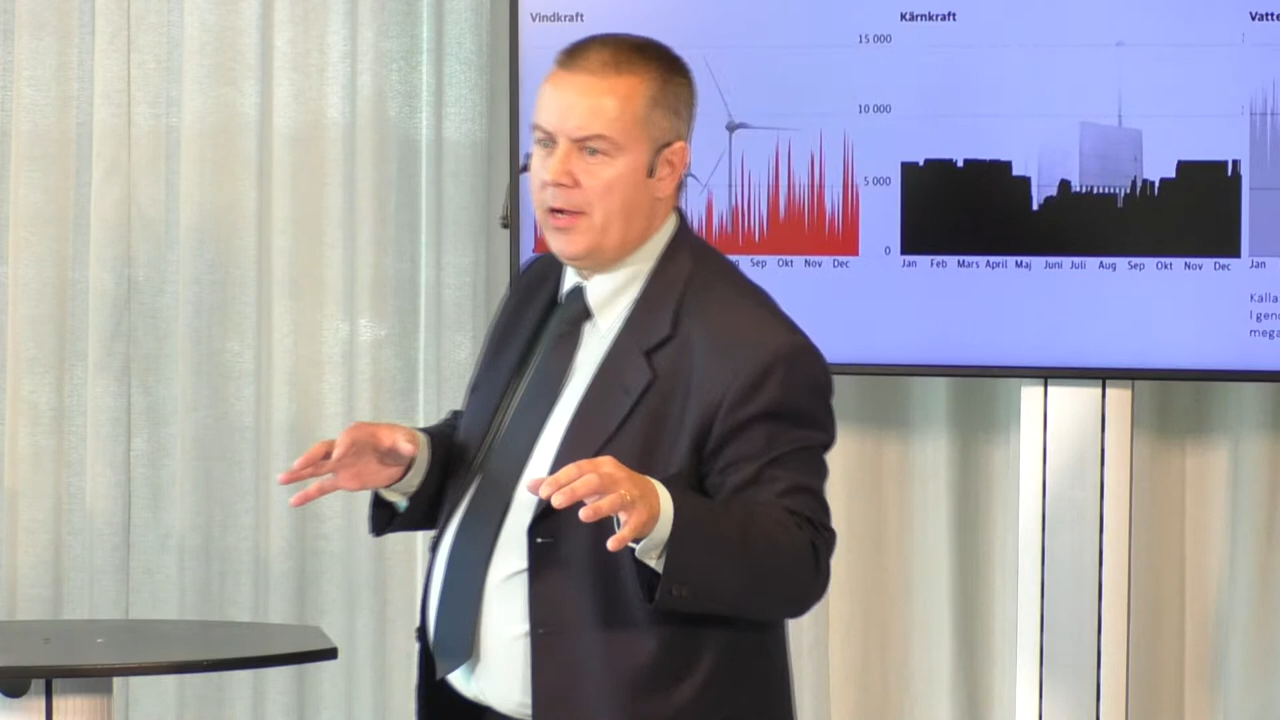 Vindkraft
Kärnkraft
15 000
10 000
5 000
0
Sep Okt Nov Dec
Jan Feb Mars April Maj Juni Juli Aug Sep Okt Nov Dec
Jan